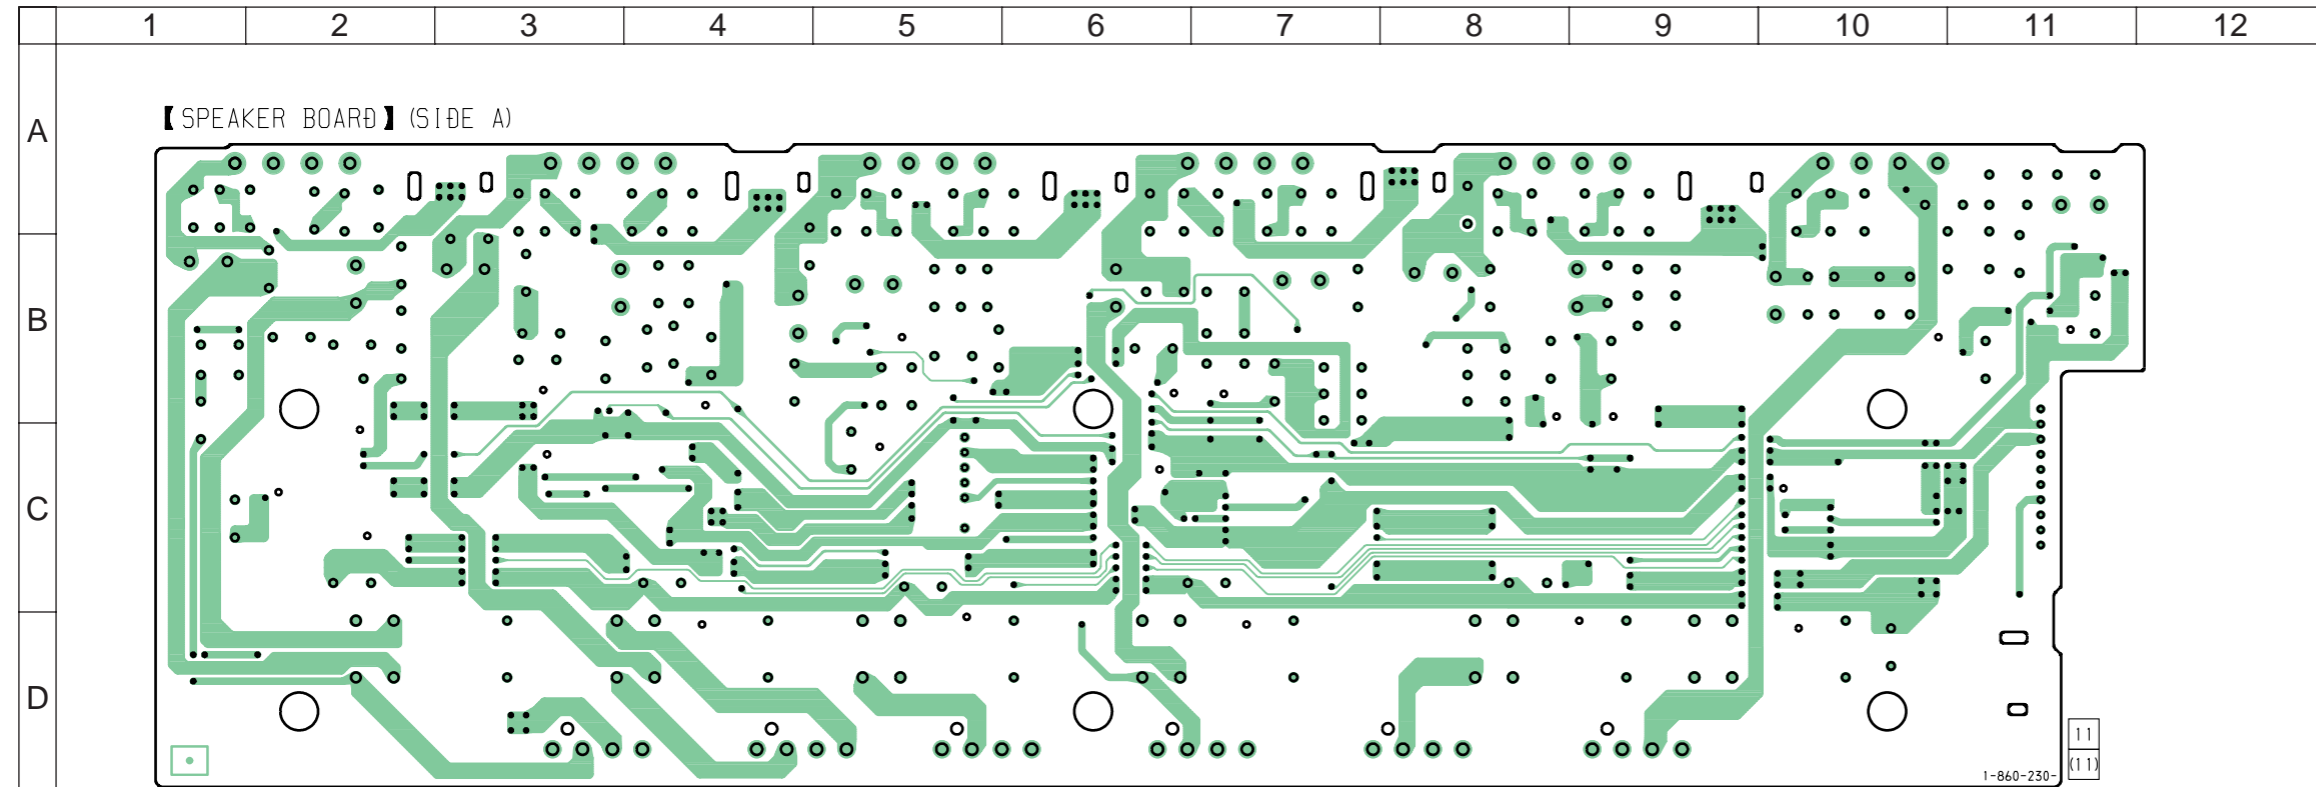 1 2 3 4 5 6 7 8 9 10 11 12
A
【SPEAKER BOARD】(SIDE A)
B
C
D
11
(11)
1-860-230-